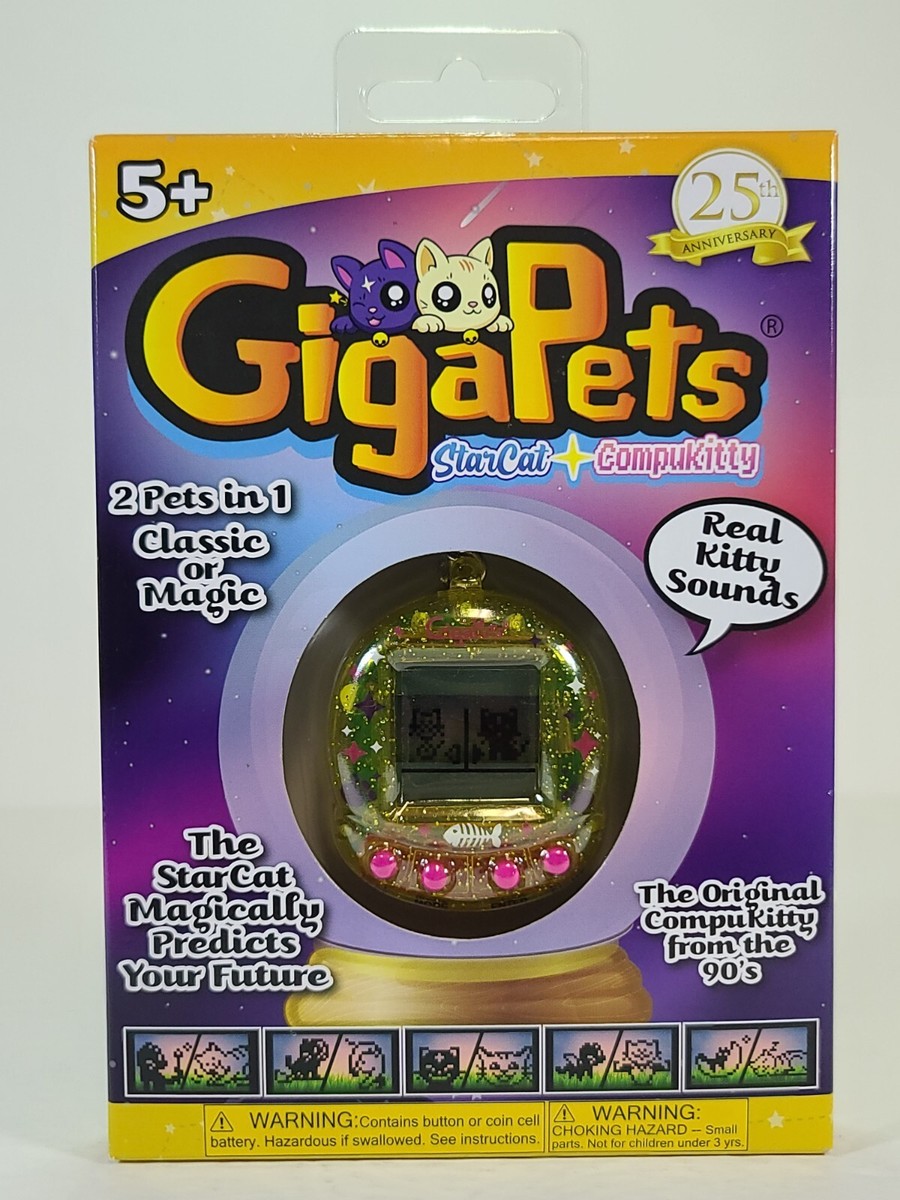 5+
25th
ANNIVERSARY
GigaPets®
StarCat CompuKitty
2 Pets in 1
Classic
or
Magic
Real
Kitty
Sounds
The
StarCat
Magically
Predicts
Your Future
The Original
CompuKitty
from the
90's
WARNING: Contains button or coin cell
battery. Hazardous if swallowed. See instructions.
WARNING:
CHOKING HAZARD – Small
parts. Not for children under 3 yrs.